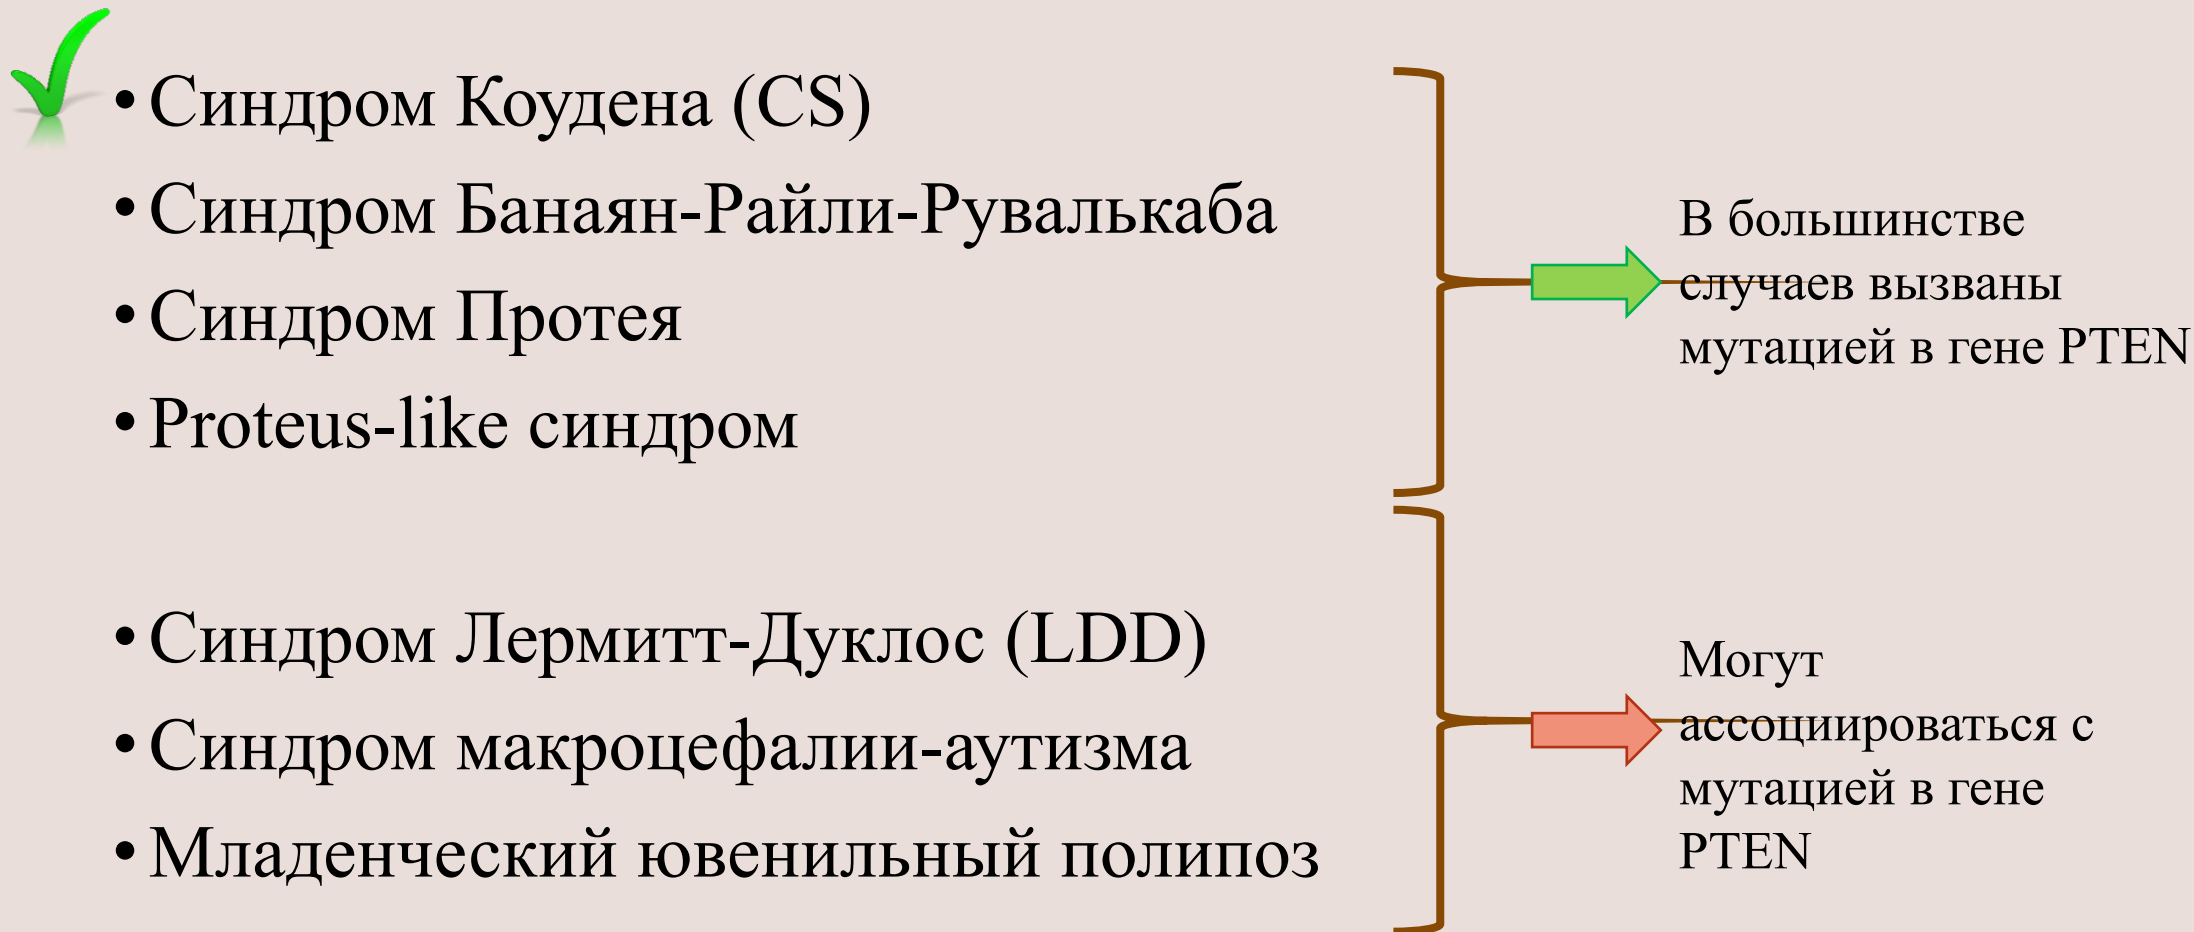 • Синдром Коудена (CS)
• Синдром Банаян-Райли-Рувалькаба
• Синдром Протея
• Proteus-like синдром
В большинстве
случаев вызваны
мутацией в гене PTEN
• Синдром Лермитт-Дуклос (LDD)
• Синдром макроцефалии-аутизма
• Младенческий ювенильный полипоз
Могут
ассоциироваться с
мутацией в гене
PTEN